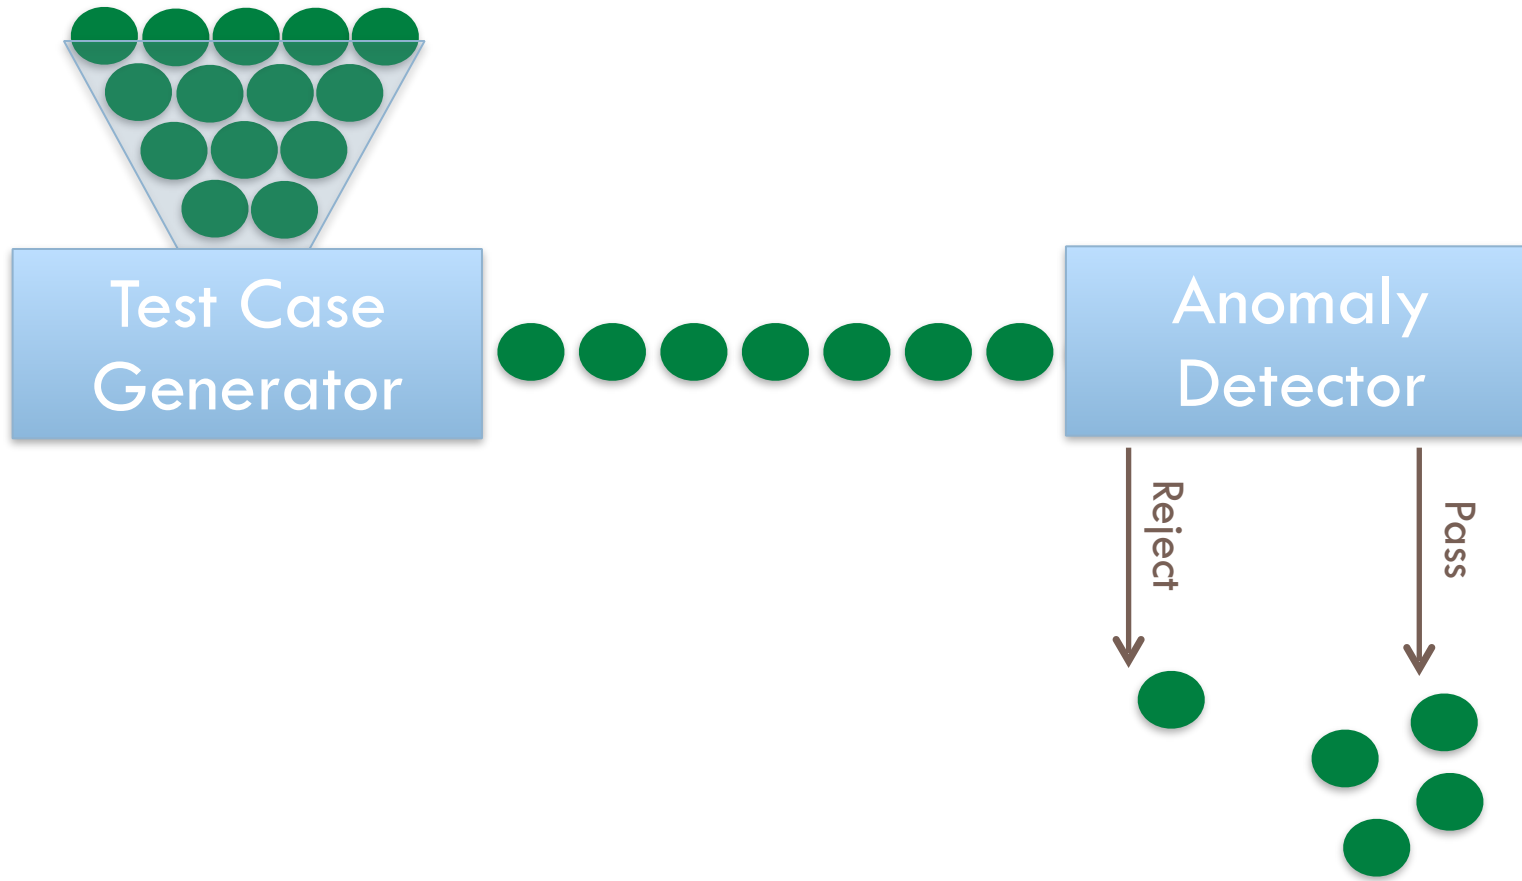 Test Case
Generator
Anomaly
Detector
Reject
Pass